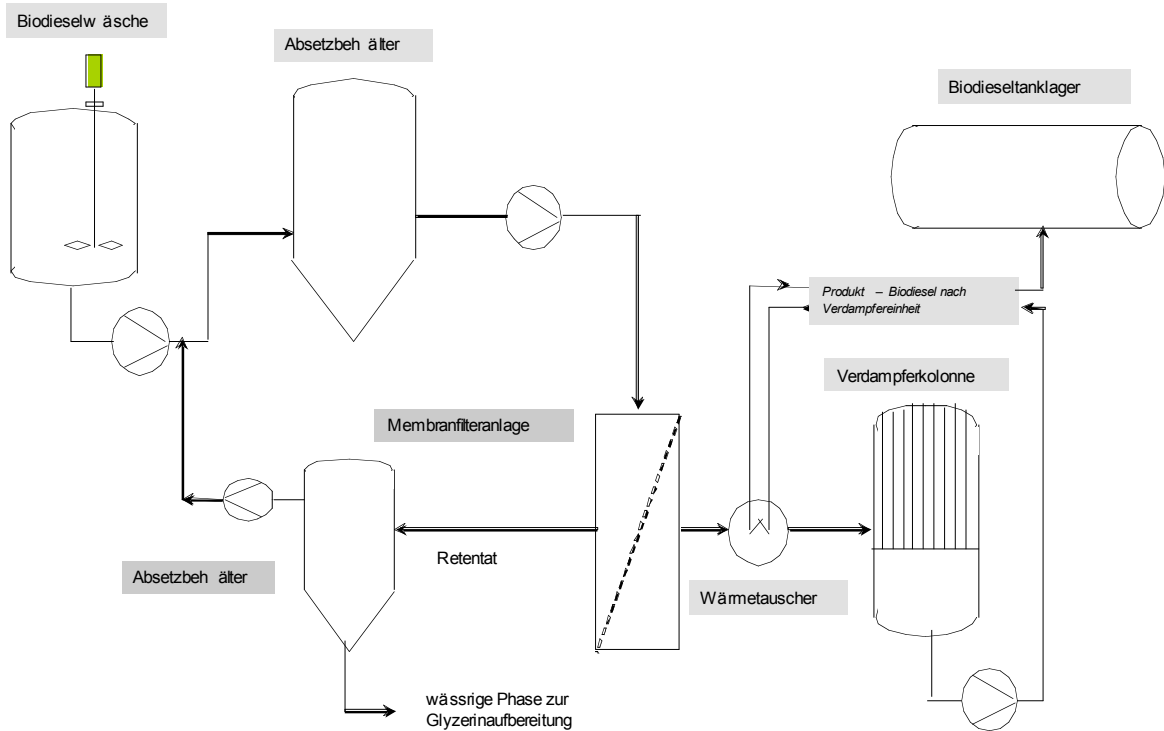 Biodieselw äsche
Absetzbeh älter
Biodieseltanklager
Produkt – Biodiesel nach
Verdampfereinheit
Verdampferkolonne
Membranfilteranlage
Retentat
Absetzbeh älter
Wärmetauscher
wässrige Phase zur
Glyzerinaufbereitung